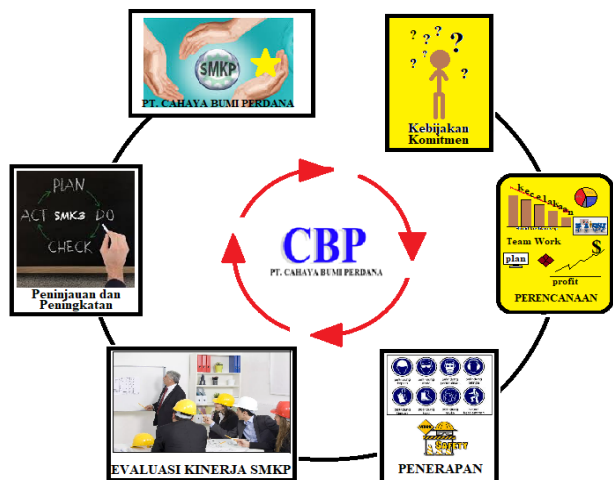 SMKP
PT. CAHAYA BUMI PERDANA
? ? ? ? ? ? ?
Kebijakan
Komitmen
kecelakaan
Team Work
plan
$
profit
PERENCANAAN
PENERAPAN
EVALUASI KINERJA SMKP
PLAN
ACT SMK3 DO
CHECK
Peninjauan dan
Peningkatan
CBP
PT. CAHAYA BUMI PERDANA